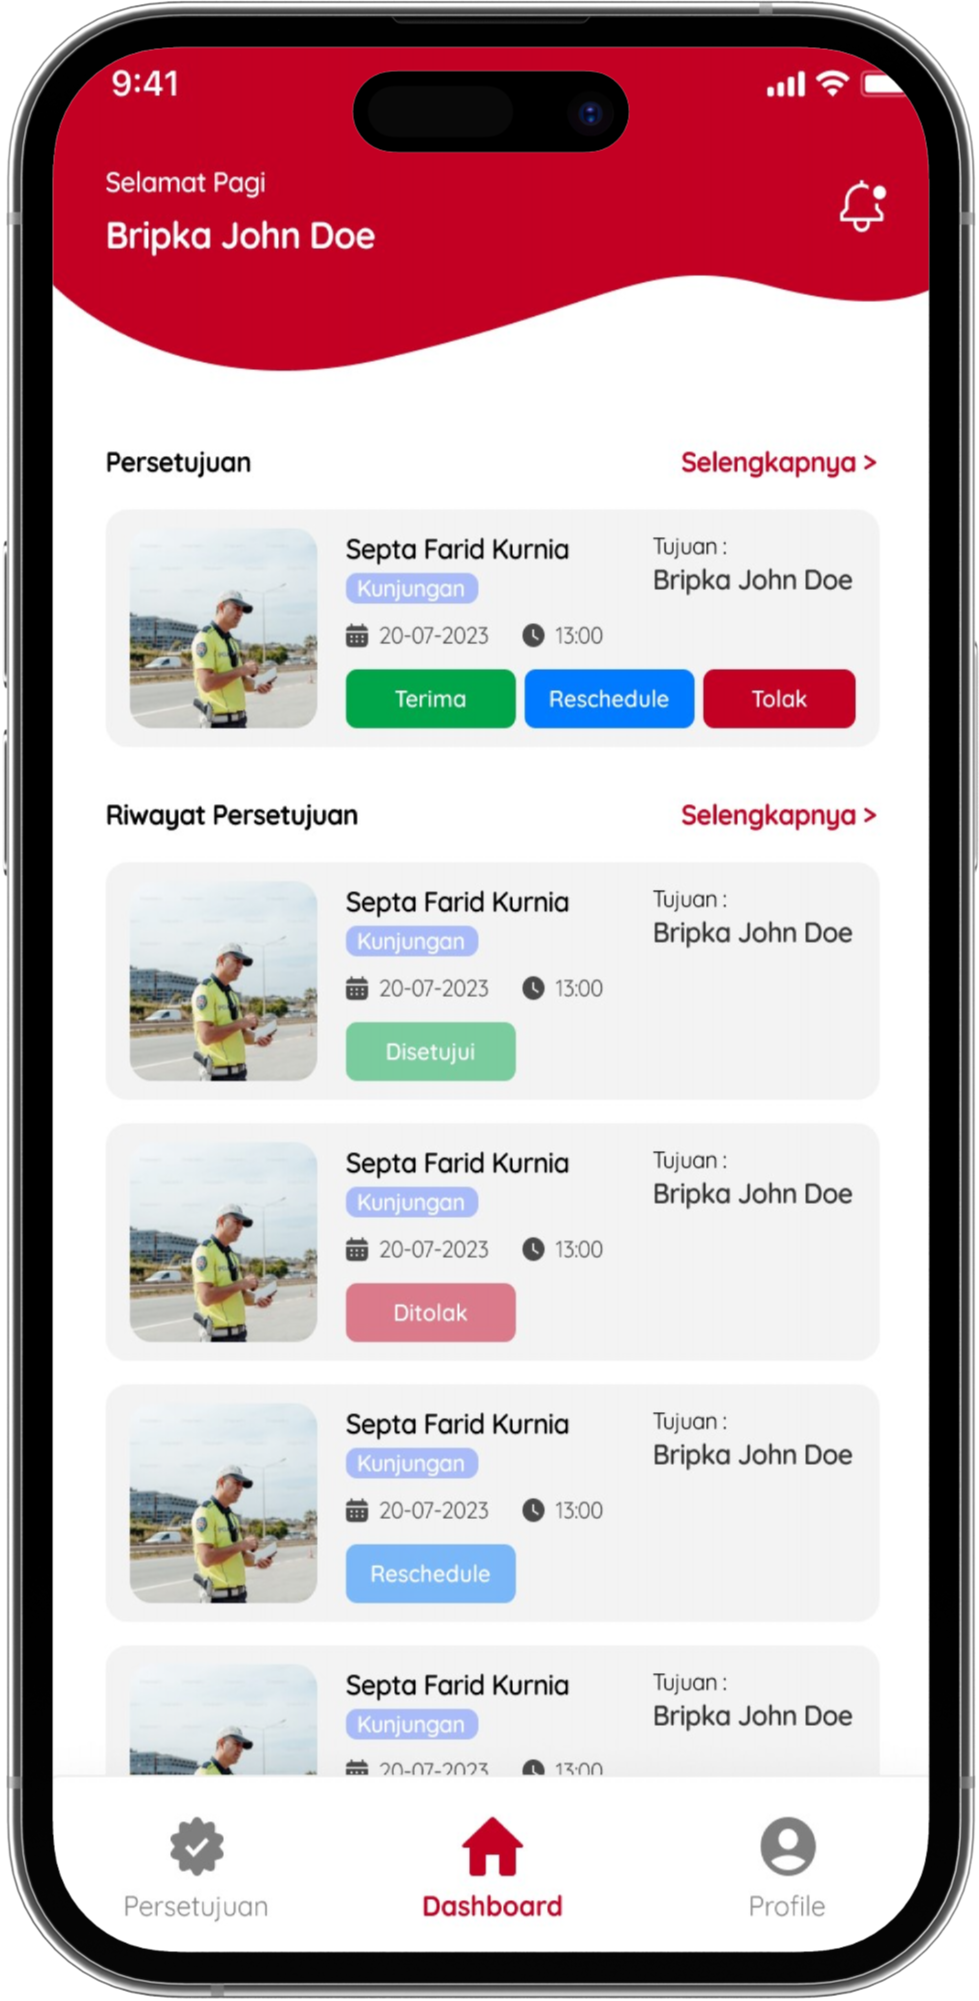 9:41
Selamat Pagi
Bripka John Doe
Persetujuan
Selengkapnya >
Septa Farid Kurnia
Tujuan :
Kunjungan
Bripka John Doe
20-07-2023
13:00
Terima
Reschedule
Tolak
Riwayat Persetujuan
Selengkapnya >
Septa Farid Kurnia
Tujuan :
Kunjungan
Bripka John Doe
20-07-2023
13:00
Disetujui
Septa Farid Kurnia
Tujuan :
Kunjungan
Bripka John Doe
20-07-2023
13:00
Ditolak
Septa Farid Kurnia
Tujuan :
Kunjungan
Bripka John Doe
20-07-2023
13:00
Reschedule
Septa Farid Kurnia
Tujuan :
Kunjungan
Bripka John Doe
20-07-2023
13:00
Persetujuan
Dashboard
Profile